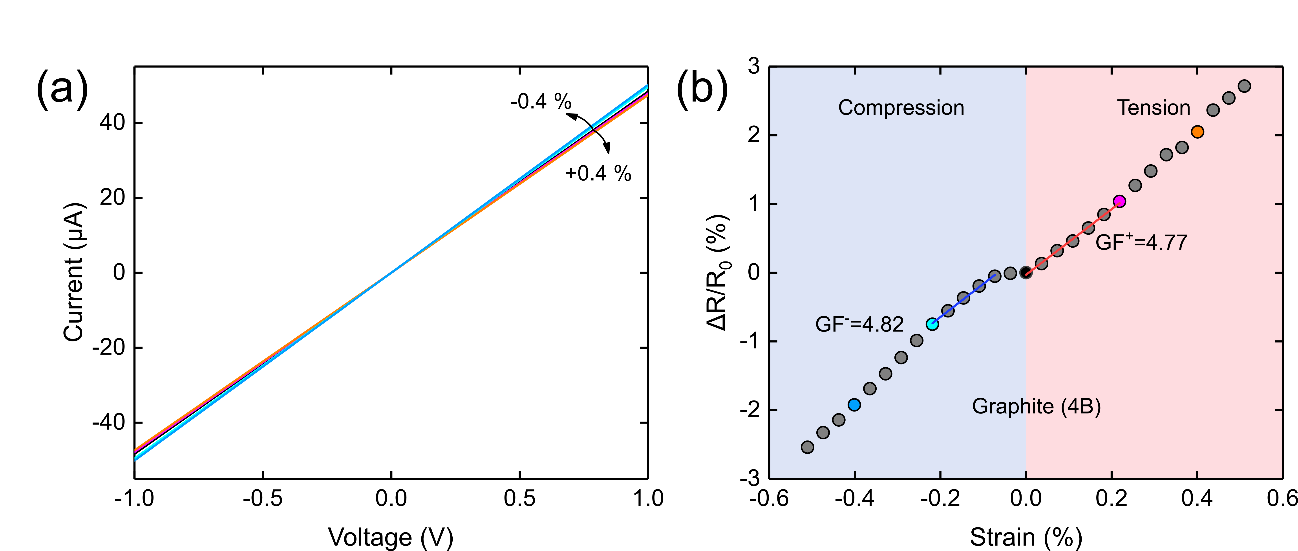 (a)
-0.4 %
+0.4 %
40
20
0
-20
-40
Current (µA)
-1.0
-0.5
0.0
0.5
1.0
Voltage (V)
(b)
Compression
Tension
GF⁺=4.77
GF⁻=4.82
Graphite (4B)
3
2
1
0
-1
-2
-3
ΔR/R₀ (%)
-0.6
-0.4
-0.2
0.0
0.2
0.4
0.6
Strain (%)